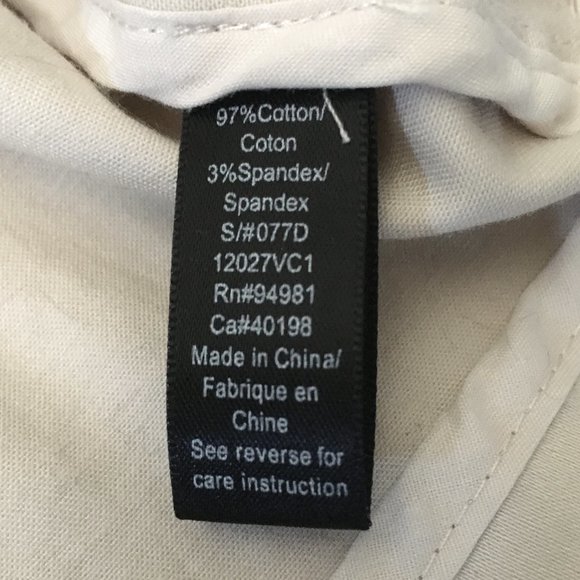 97%Cotton/
Coton
3%Spandex/
Spandex
S/#077D
12027VC1
Rn#94981
Ca#40198
Made in China/
Fabrique en
Chine
See reverse for
care instruction